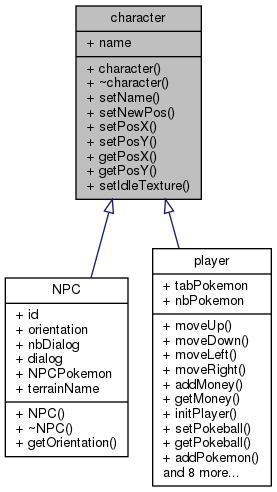 character
+ name
+ character()
+ ~character()
+ setName()
+ setNewPos()
+ setPosX()
+ setPosY()
+ getPosX()
+ getPosY()
+ setIdleTexture()
NPC
+ id
+ orientation
+ nbDialog
+ dialog
+ NPCPokemon
+ terrainName
+ NPC()
+ ~NPC()
+ getOrientation()
player
+ tabPokemon
+ nbPokemon
+ moveUp()
+ moveDown()
+ moveLeft()
+ moveRight()
+ addMoney()
+ getMoney()
+ initPlayer()
+ setPokeball()
+ getPokeball()
+ addPokemon()
and 8 more...